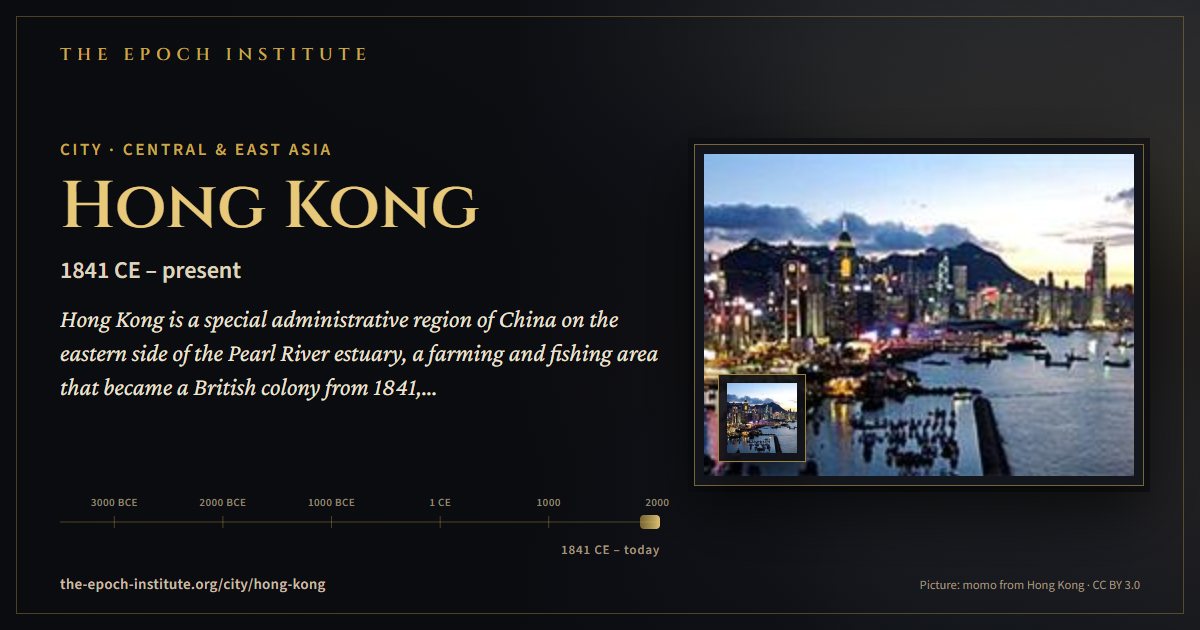 THE EPOCH INSTITUTE
CITY · CENTRAL & EAST ASIA
HONG KONG
1841 CE – present
Hong Kong is a special administrative region of China on the
eastern side of the Pearl River estuary, a farming and fishing area
that became a British colony from 1841,...
3000 BCE 2000 BCE 1000 BCE 1 CE 1000 2000
1841 CE – today
the-epoch-institute.org/city/hong-kong
Picture: momo from Hong Kong · CC BY 3.0